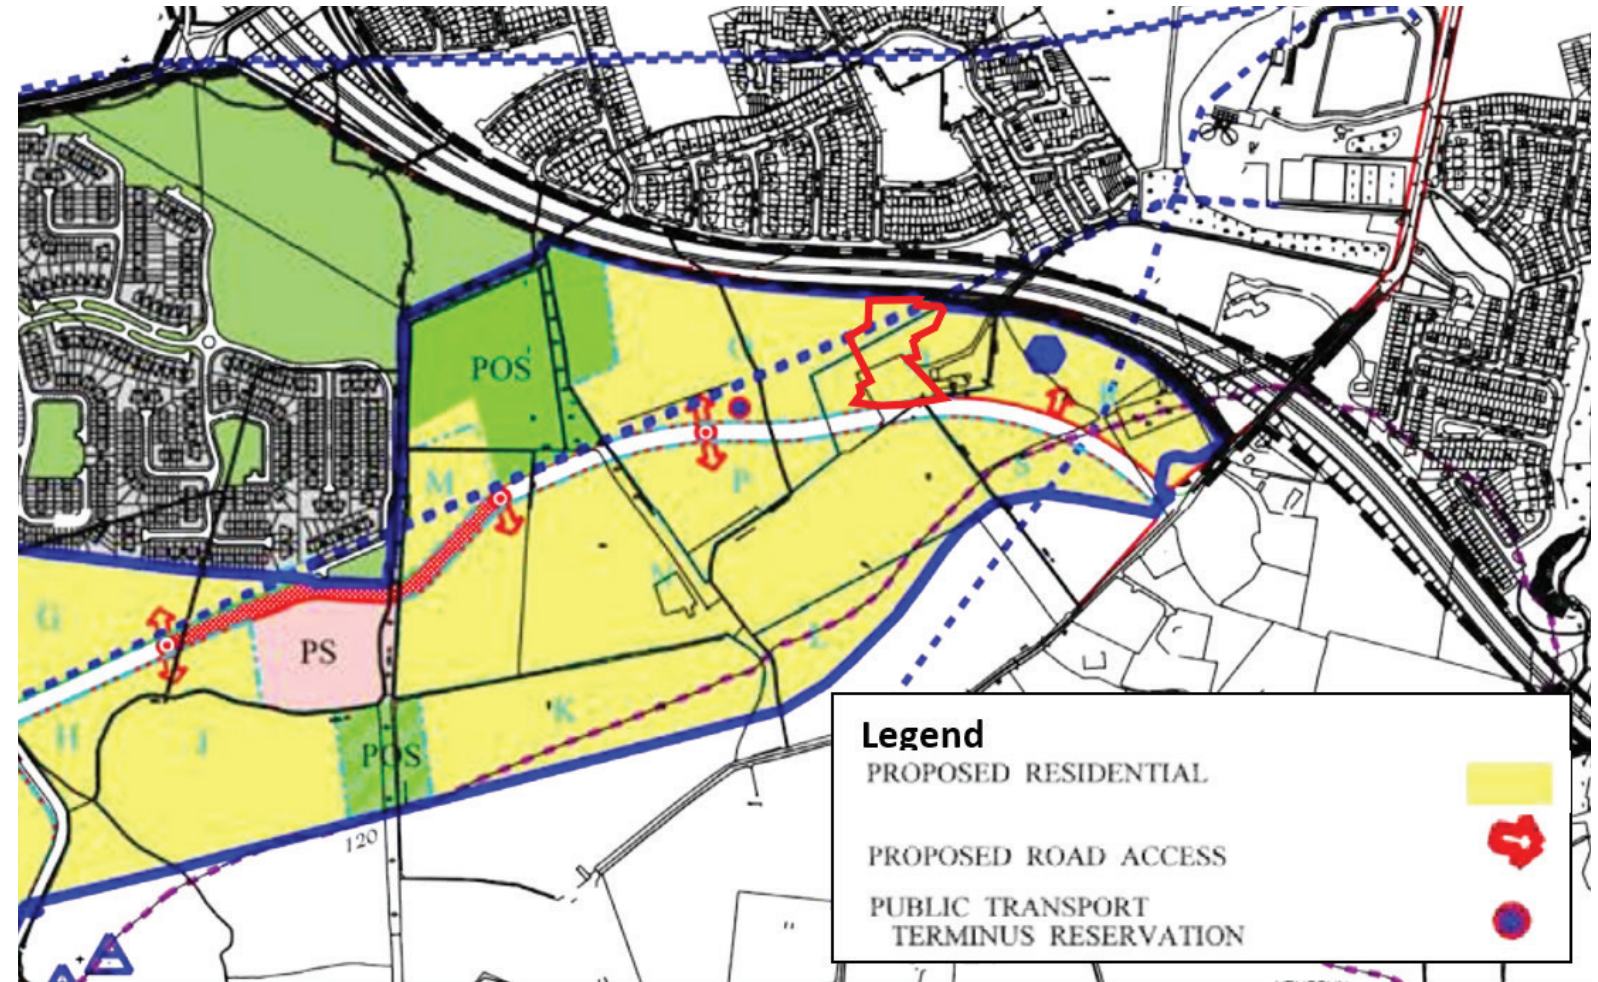 POS
M
P
S
G
PS
L
K
H
J
POS
120
Legend
PROPOSED RESIDENTIAL
PROPOSED ROAD ACCESS
PUBLIC TRANSPORT
TERMINUS RESERVATION